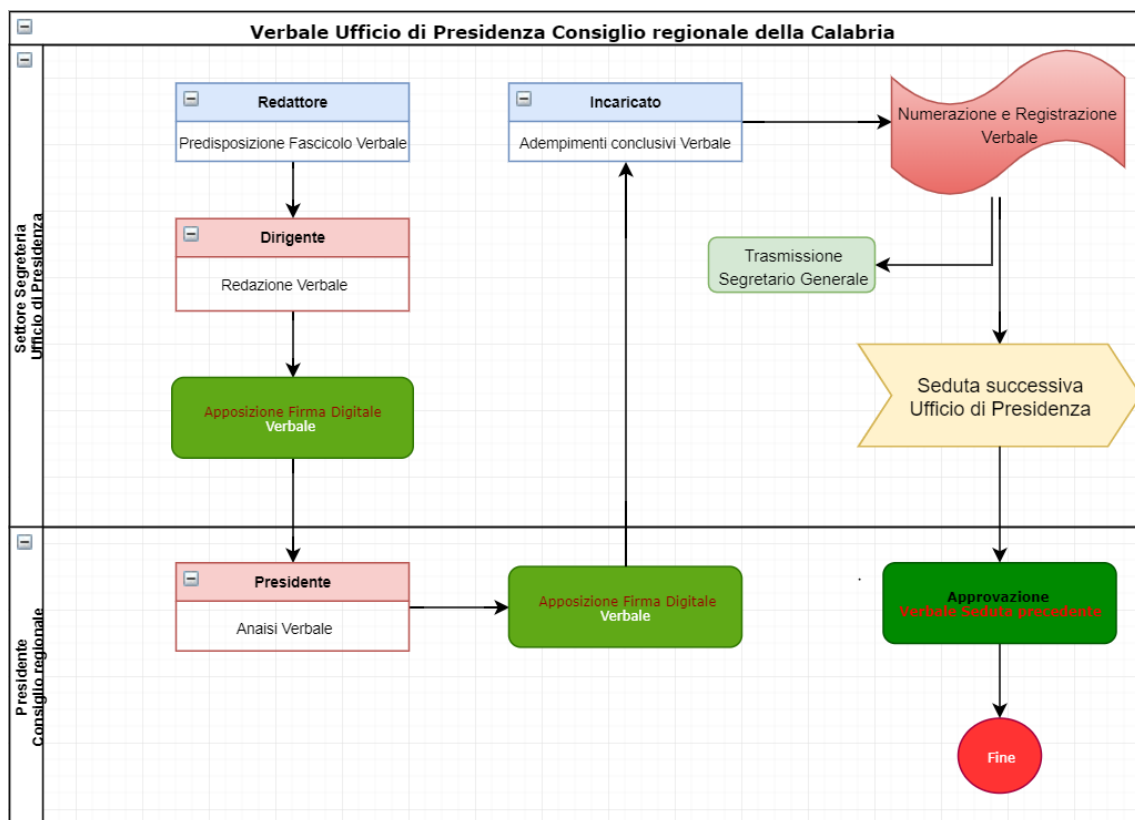 Verbale Ufficio di Presidenza Consiglio regionale della Calabria
Settore Segreteria
Ufficio di Presidenza
Redattore
Predisposizione Fascicolo Verbale
Dirigente
Redazione Verbale
Apposizione Firma Digitale
Verbale
Incaricato
Adempimenti conclusivi Verbale
Numerazione e Registrazione
Verbale
Trasmissione
Segretario Generale
Seduta successiva
Ufficio di Presidenza
Presidente
Consiglio regionale
Presidente
Anaisi Verbale
Apposizione Firma Digitale
Verbale
Approvazione
Verbale Seduta precedente
Fine